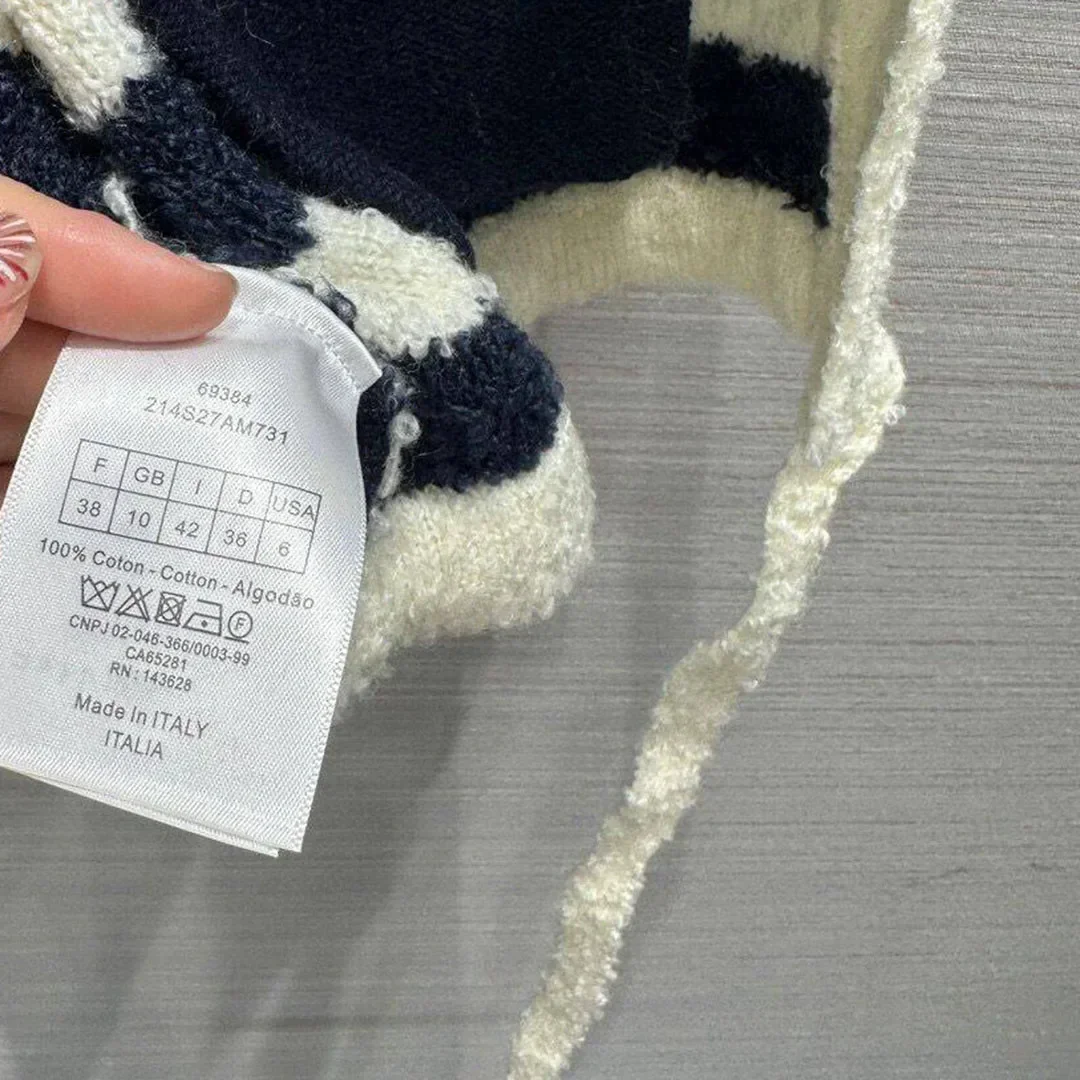 69384
214S27AM731
F GB I D USA
38 10 42 36 6
100% Coton - Cotton - Algodão
F
CNPJ 02-046-366/0003-99
CA65281
RN : 143628
Made In ITALY
ITALIA